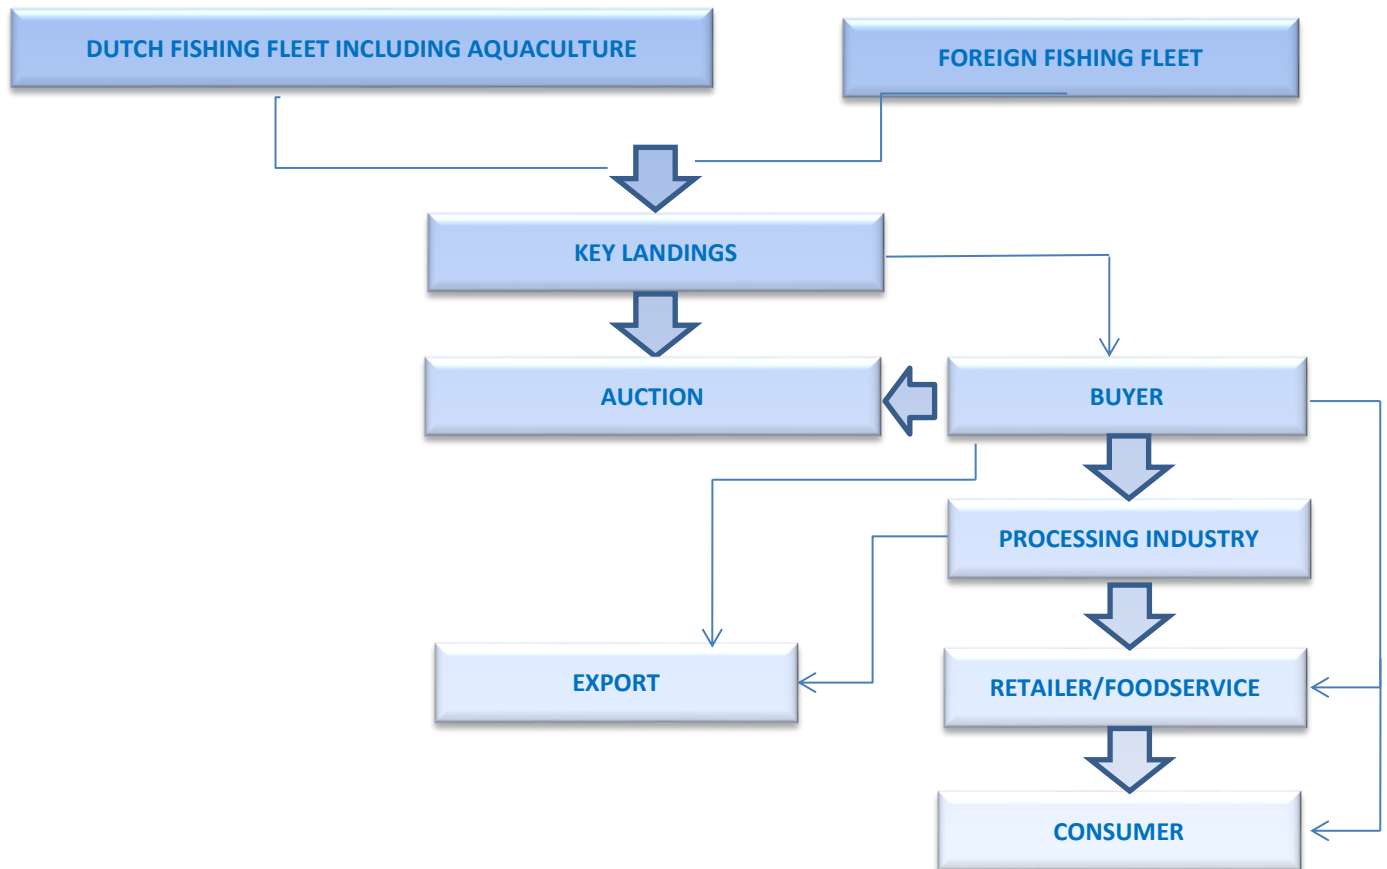 DUTCH FISHING FLEET INCLUDING AQUACULTURE
FOREIGN FISHING FLEET
KEY LANDINGS
AUCTION
BUYER
PROCESSING INDUSTRY
EXPORT
RETAILER/FOODSERVICE
CONSUMER